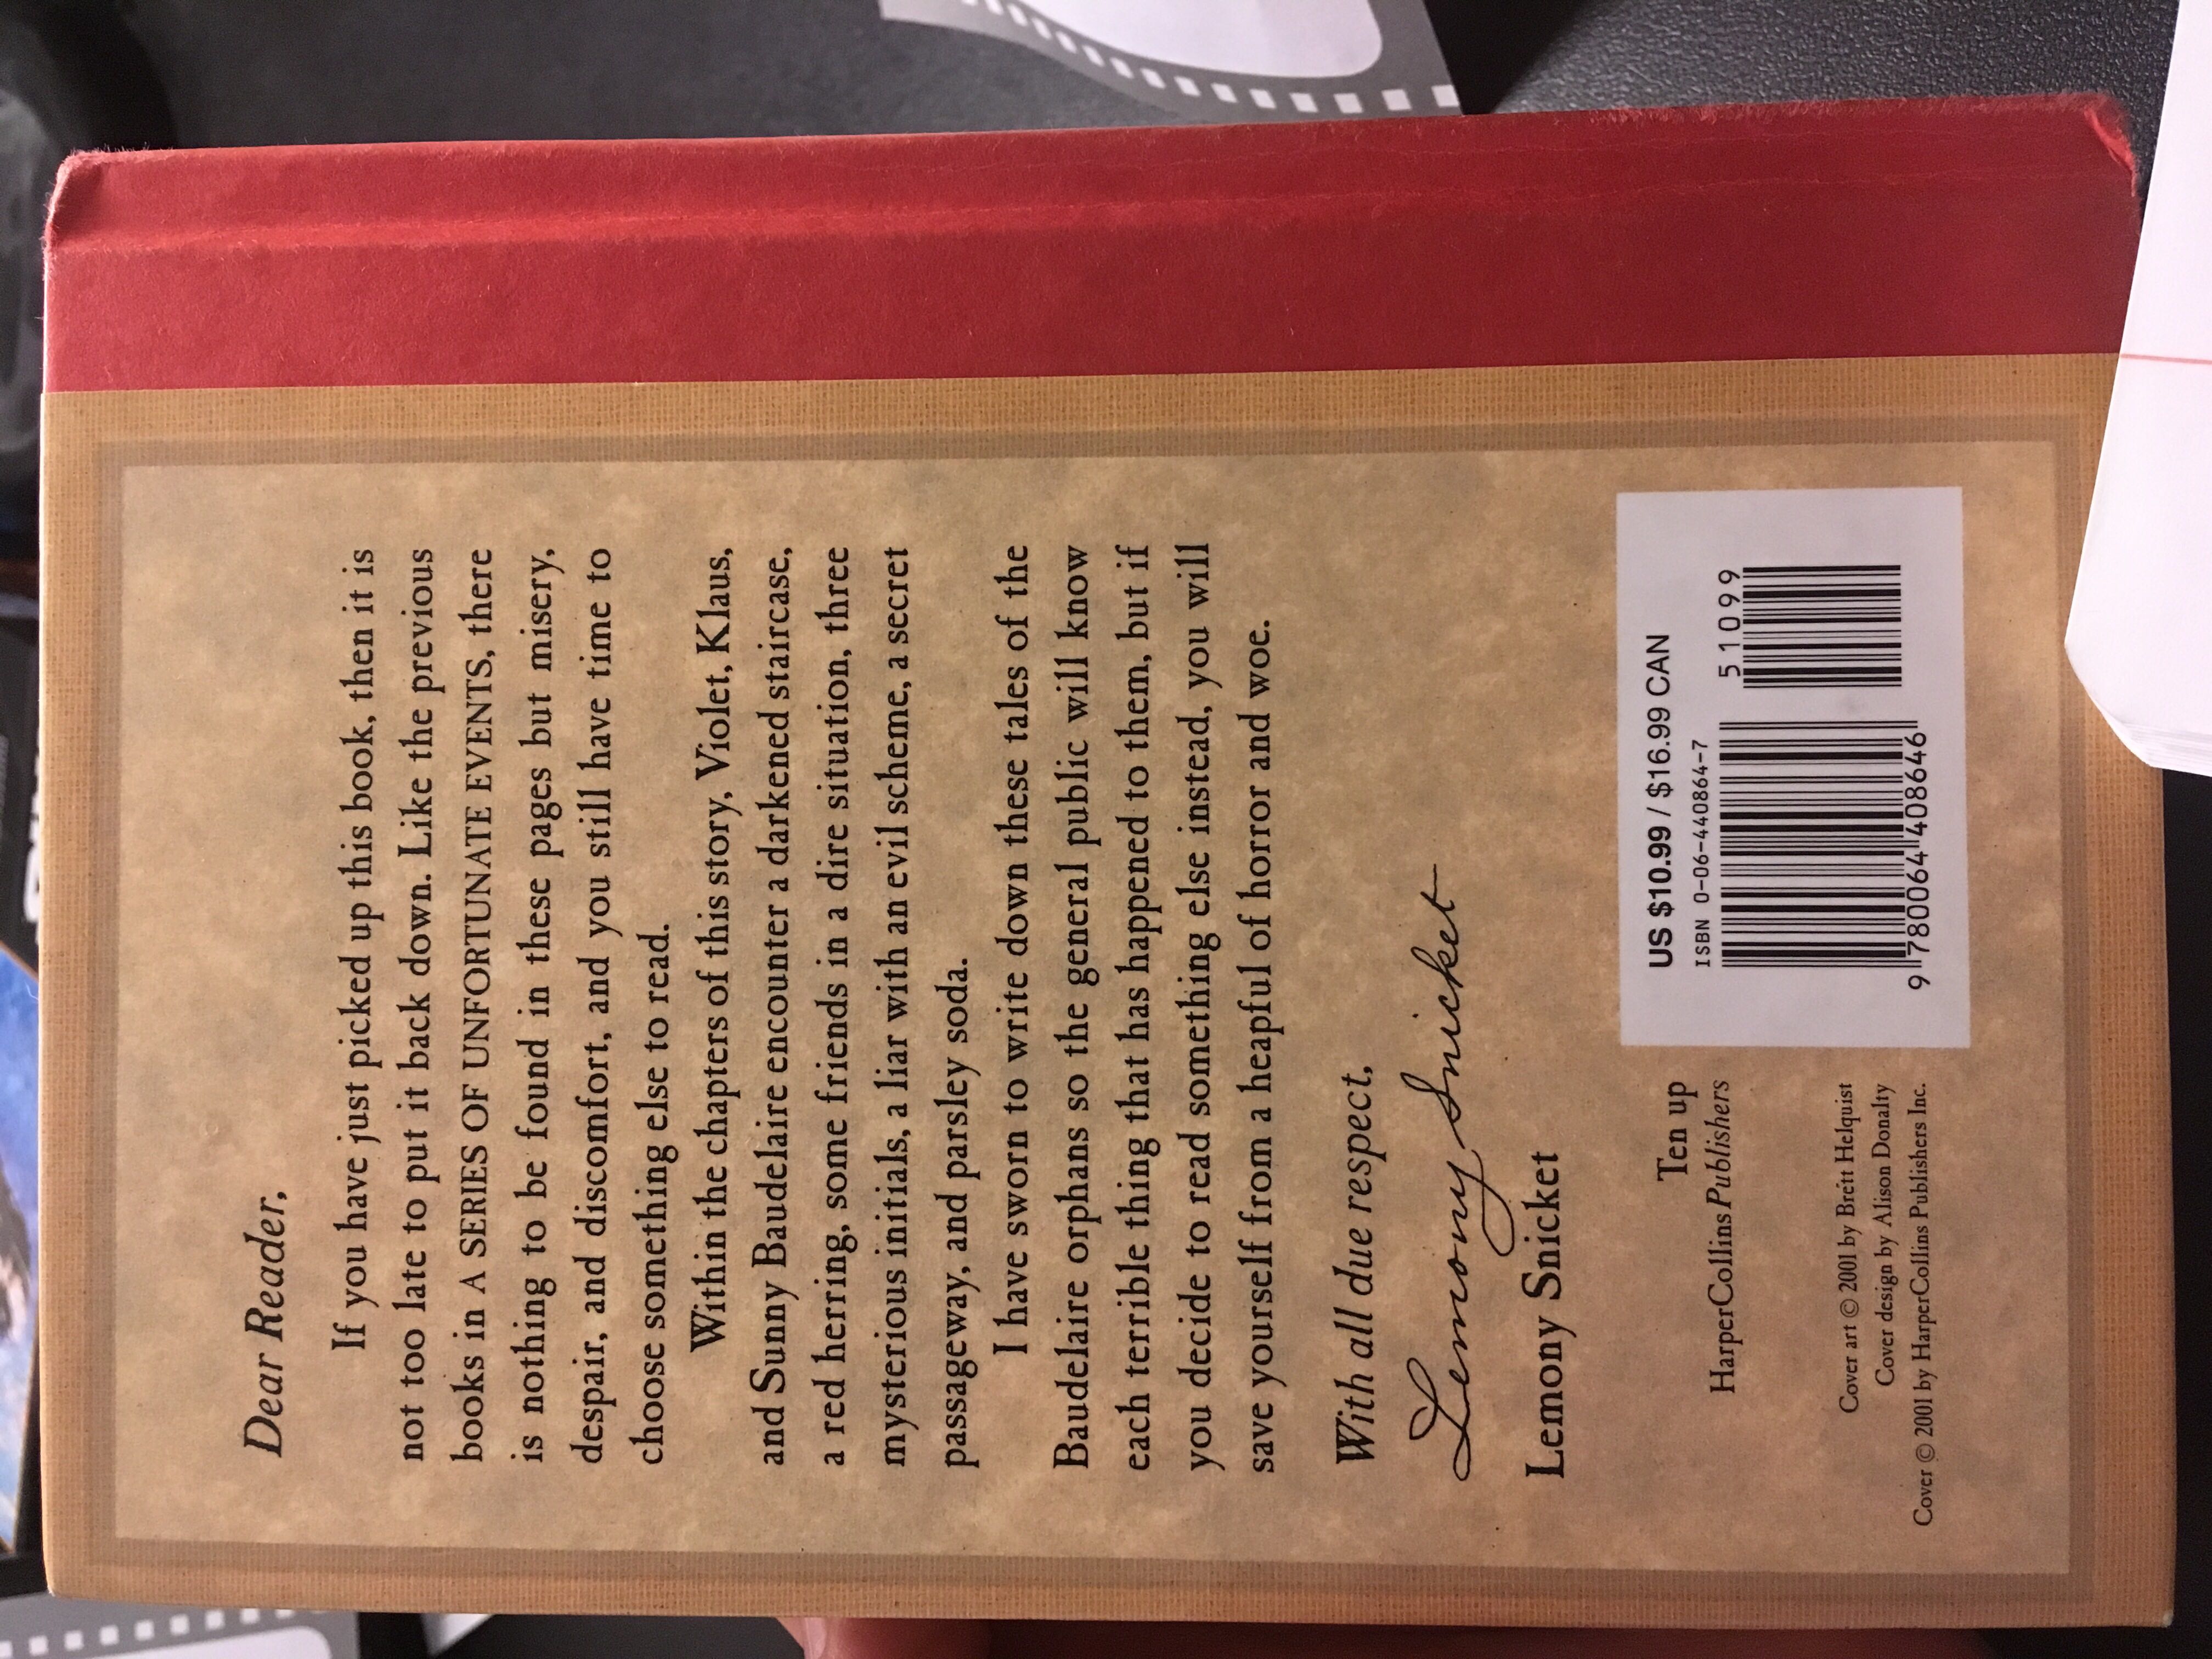 Dear Reader,
If you have just picked up this book, then it is
not too late to put it back down. Like the previous
books in A SERIES OF UNFORTUNATE EVENTS, there
is nothing to be found in these pages but misery,
despair, and discomfort, and you still have time to
choose something else to read.
Within the chapters of this story, Violet, Klaus,
and Sunny Baudelaire encounter a darkened staircase,
a red herring, some friends in a dire situation, three
mysterious initials, a liar with an evil scheme, a secret
passageway, and parsley soda.
I have sworn to write down these tales of the
Baudelaire orphans so the general public will know
each terrible thing that has happened to them, but if
you decide to read something else instead, you will
save yourself from a heapful of horror and woe.
With all due respect,
Lemony Snicket
Lemony Snicket
Ten up
HarperCollinsPublishers
Cover art © 2001 by Brett Helquist
Cover design by Alison Donalty
Cover © 2001 by HarperCollins Publishers Inc.
US $10.99 / $16.99 CAN
ISBN 0-06-440864-7
51099
9 780064 408646